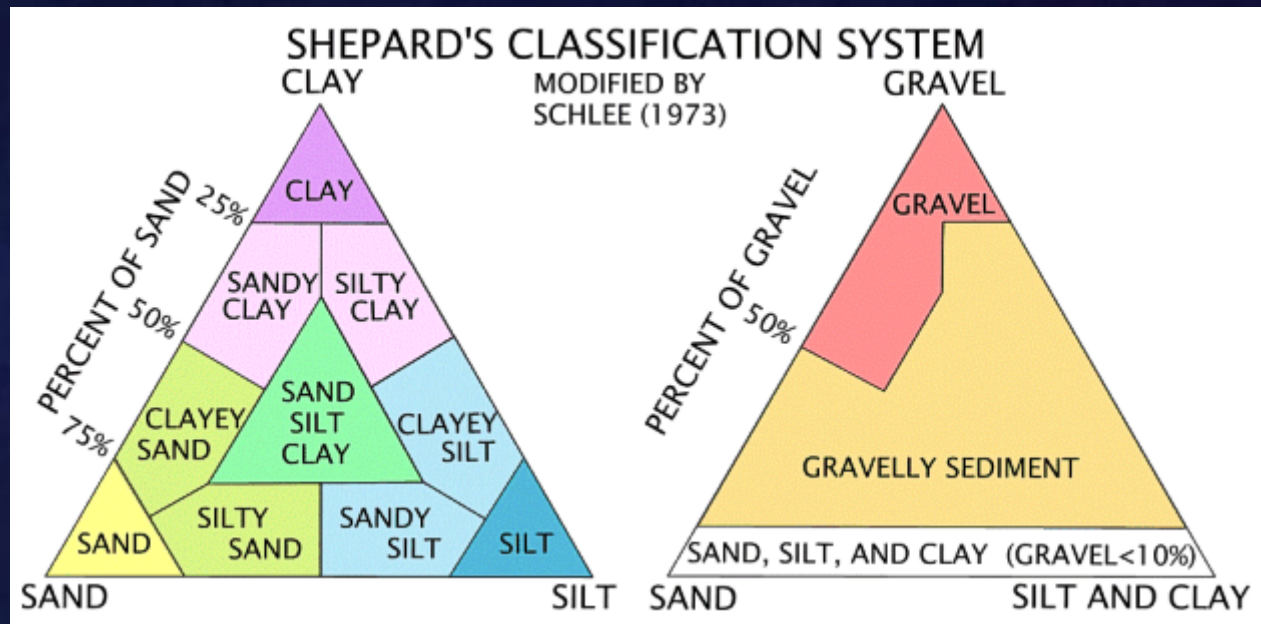 SHEPARD'S CLASSIFICATION SYSTEM
MODIFIED BY
SCHLEE (1973)
CLAY
PERCENT OF SAND
25%
50%
75%
CLAY
SANDY
CLAY
SILTY
CLAY
CLAYEY
SAND
SAND
SILT
CLAY
CLAYEY
SILT
SAND
SILTY
SAND
SANDY
SILT
SILT
SAND
SILT
GRAVEL
PERCENT OF GRAVEL
50%
GRAVEL
GRAVELLY SEDIMENT
SAND, SILT, AND CLAY (GRAVEL<10%)
SAND
SILT AND CLAY